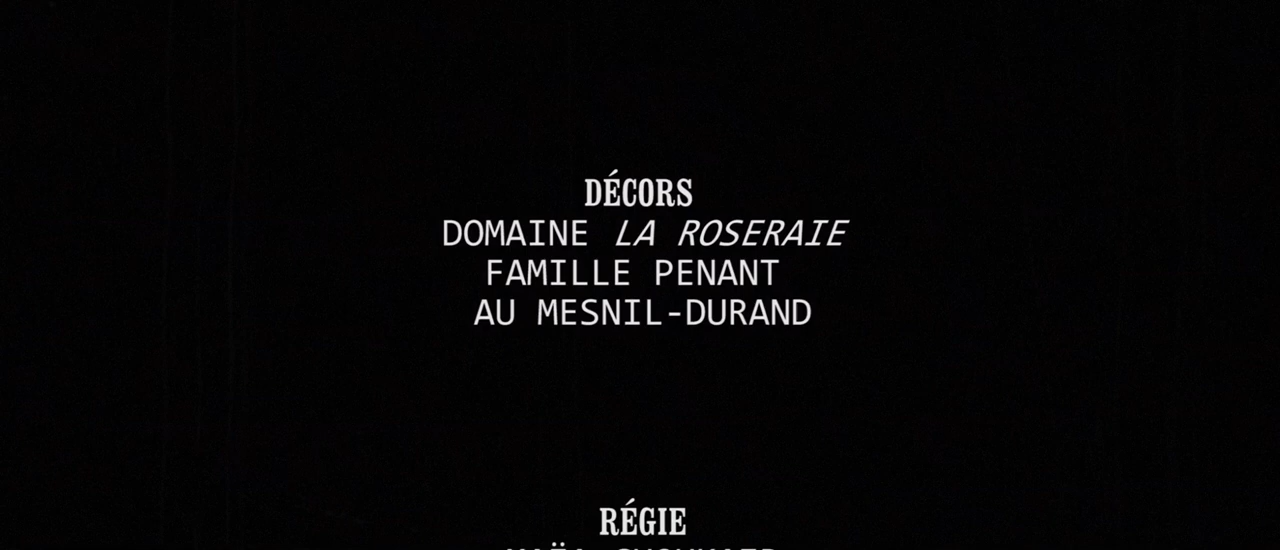 DÉCORS
DOMAINE LA ROSERAIE
FAMILLE PENANT
AU MESNIL-DURAND
RÉGIE